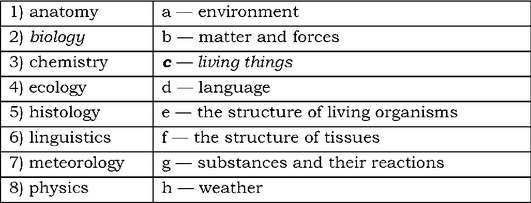 1) anatomy a — environment
2) biology b — matter and forces
3) chemistry c — living things
4) ecology d — language
5) histology e — the structure of living organisms
6) linguistics f — the structure of tissues
7) meteorology g — substances and their reactions
8) physics h — weather